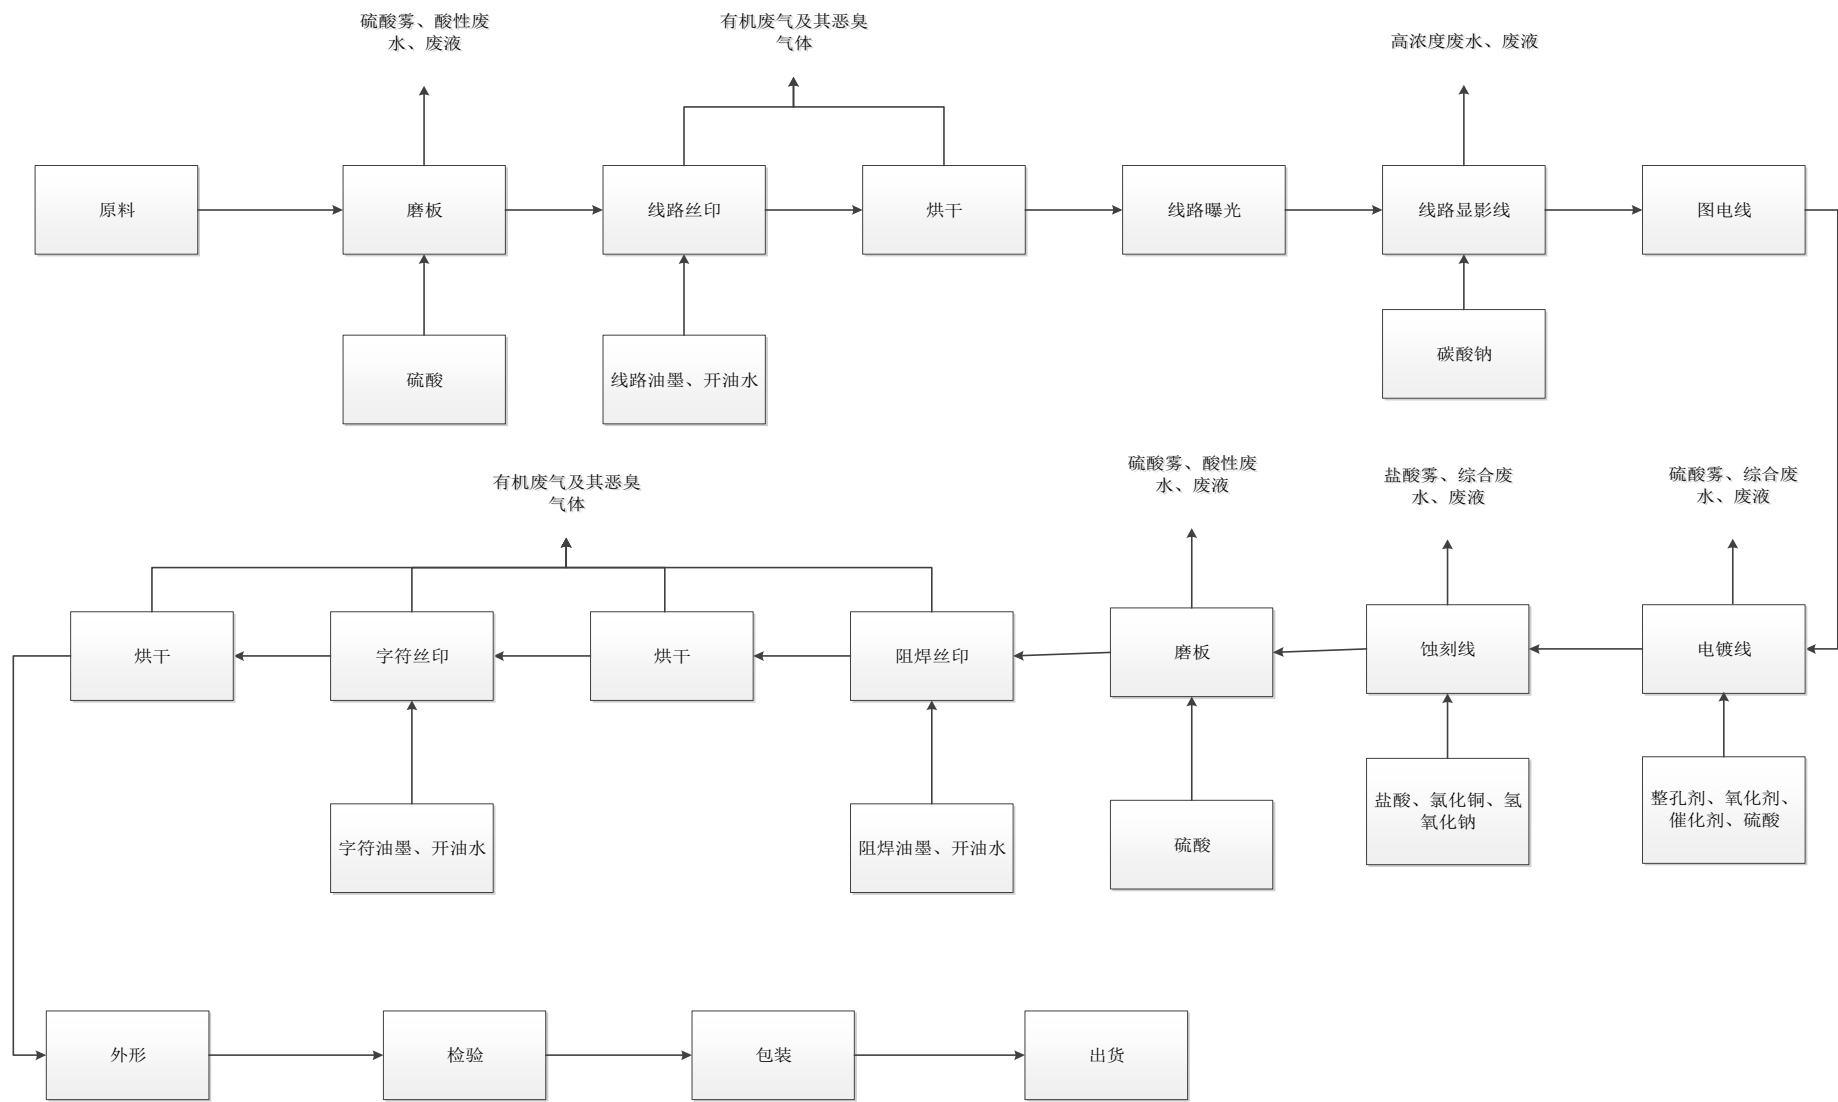 硫酸雾、酸性废
水、废液
有机废气及其恶臭
气体
高浓度废水、废液
原料
磨板
线路丝印
烘干
线路曝光
线路显影线
图电线
硫酸
线路油墨、开油水
碳酸钠
有机废气及其恶臭
气体
硫酸雾、酸性废
水、废液
盐酸雾、综合废
水、废液
硫酸雾、综合废
水、废液
烘干
字符丝印
烘干
阻焊丝印
磨板
蚀刻线
电镀线
字符油墨、开油水
阻焊油墨、开油水
硫酸
盐酸、氯化铜、氢
氧化钠
整孔剂、氧化剂、
催化剂、硫酸
外形
检验
包装
出货